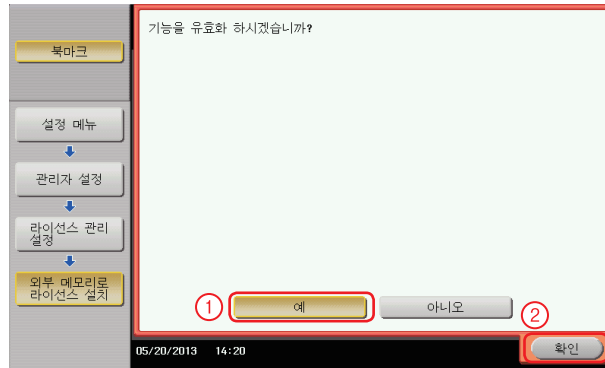 기능을 유효화 하시겠습니까?
북마크
설정 메뉴
관리자 설정
라이선스 관리
설정
외부 메모리로
라이선스 설치
① 예 아니오
②
확인
05/20/2013 14:20